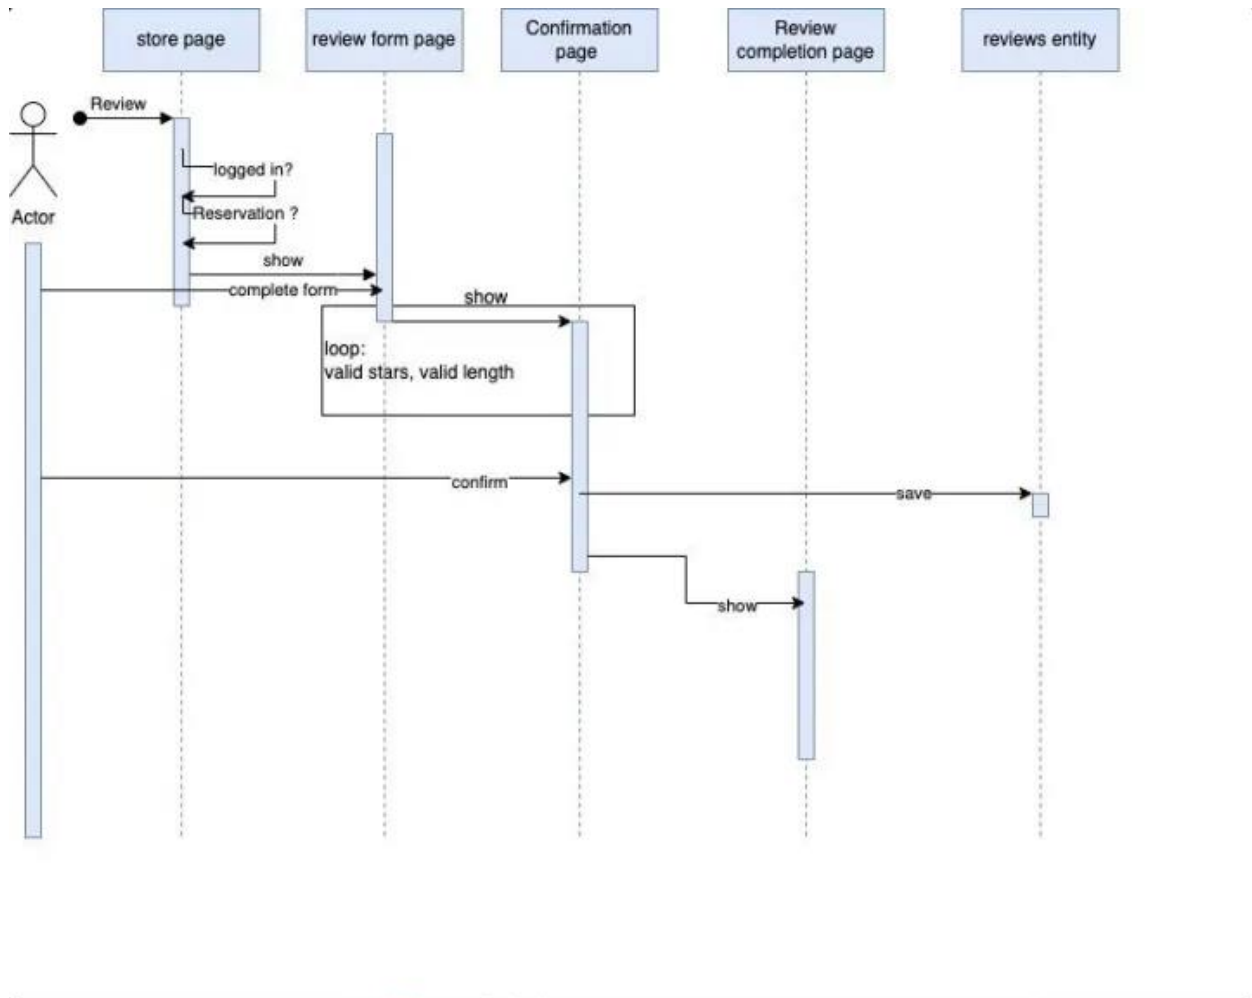 store page
review form page
Confirmation
page
Review
completion page
reviews entity
Review
logged in?
Actor
Reservation ?
show
complete form
show
loop:
valid stars, valid length
confirm
save
show